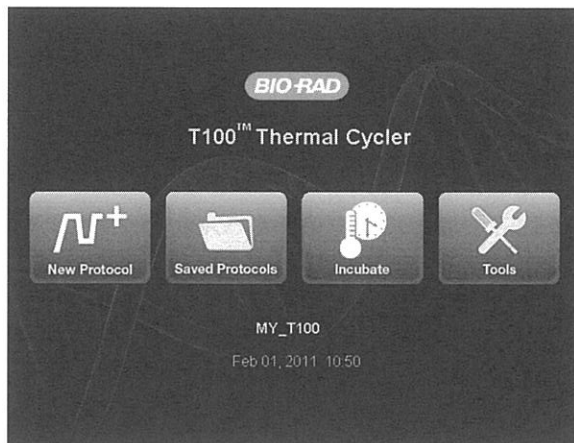 BIO-RAD
T100™ Thermal Cycler
New Protocol
Saved Protocols
Incubate
Tools
MY_T100
Feb 01, 2011 10:50